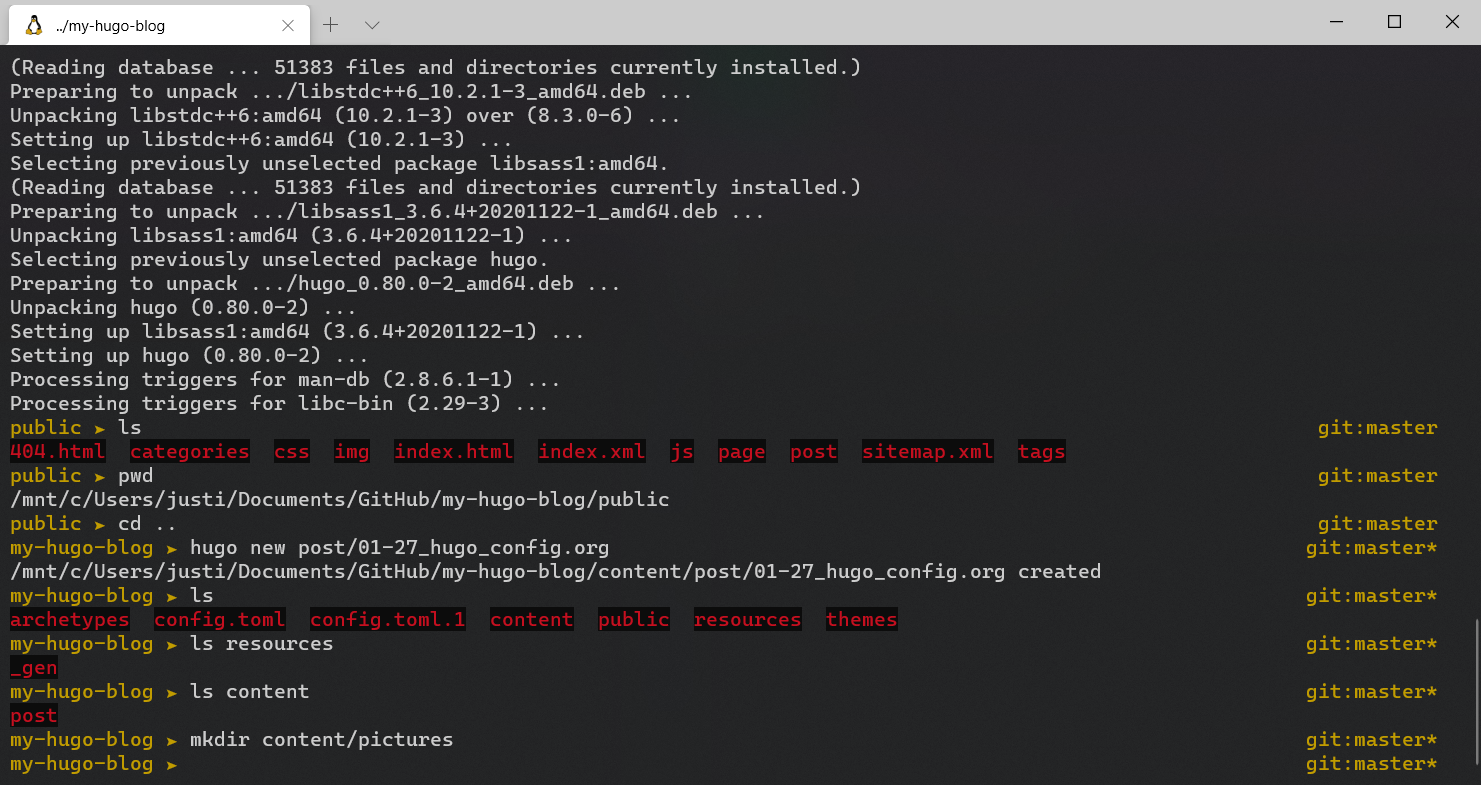 ../my-hugo-blog
(Reading database ... 51383 files and directories currently installed.)
Preparing to unpack .../libstdc++6_10.2.1-3_amd64.deb ...
Unpacking libstdc++6:amd64 (10.2.1-3) over (8.3.0-6) ...
Setting up libstdc++6:amd64 (10.2.1-3) ...
Selecting previously unselected package libsass1:amd64.
(Reading database ... 51383 files and directories currently installed.)
Preparing to unpack .../libsass1_3.6.4+20201122-1_amd64.deb ...
Unpacking libsass1:amd64 (3.6.4+20201122-1) ...
Selecting previously unselected package hugo.
Preparing to unpack .../hugo_0.80.0-2_amd64.deb ...
Unpacking hugo (0.80.0-2) ...
Setting up libsass1:amd64 (3.6.4+20201122-1) ...
Setting up hugo (0.80.0-2) ...
Processing triggers for man-db (2.8.6.1-1) ...
Processing triggers for libc-bin (2.29-3) ...
public ➤ ls git:master
404.html categories css img index.html index.xml js page post sitemap.xml tags
public ➤ pwd git:master
/mnt/c/Users/justi/Documents/GitHub/my-hugo-blog/public
public ➤ cd .. git:master
my-hugo-blog ➤ hugo new post/01-27_hugo_config.org git:master*
/mnt/c/Users/justi/Documents/GitHub/my-hugo-blog/content/post/01-27_hugo_config.org created
my-hugo-blog ➤ ls git:master*
archetypes config.toml config.toml.1 content public resources themes
my-hugo-blog ➤ ls resources git:master*
_gen
my-hugo-blog ➤ ls content git:master*
post
my-hugo-blog ➤ mkdir content/pictures git:master*
my-hugo-blog ➤ git:master*